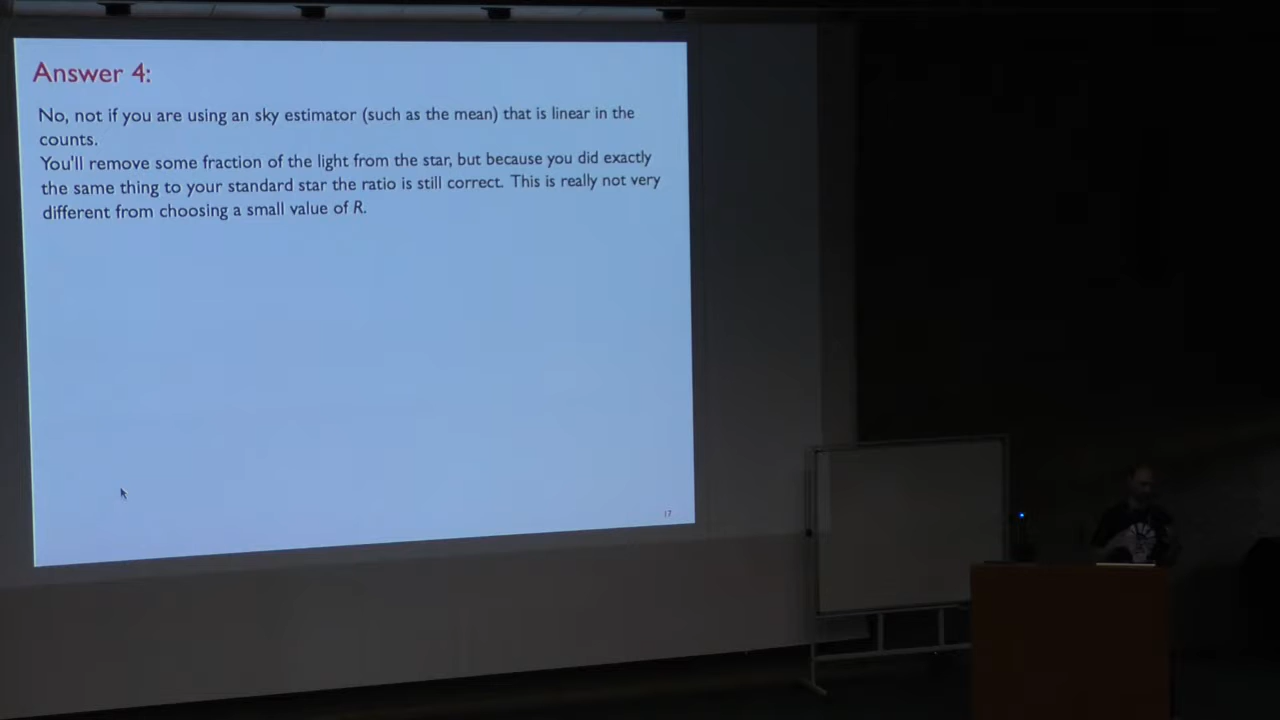 Answer 4:
No, not if you are using an sky estimator (such as the mean) that is linear in the
counts.
You'll remove some fraction of the light from the star, but because you did exactly
the same thing to your standard star the ratio is still correct. This is really not very
different from choosing a small value of R.
17